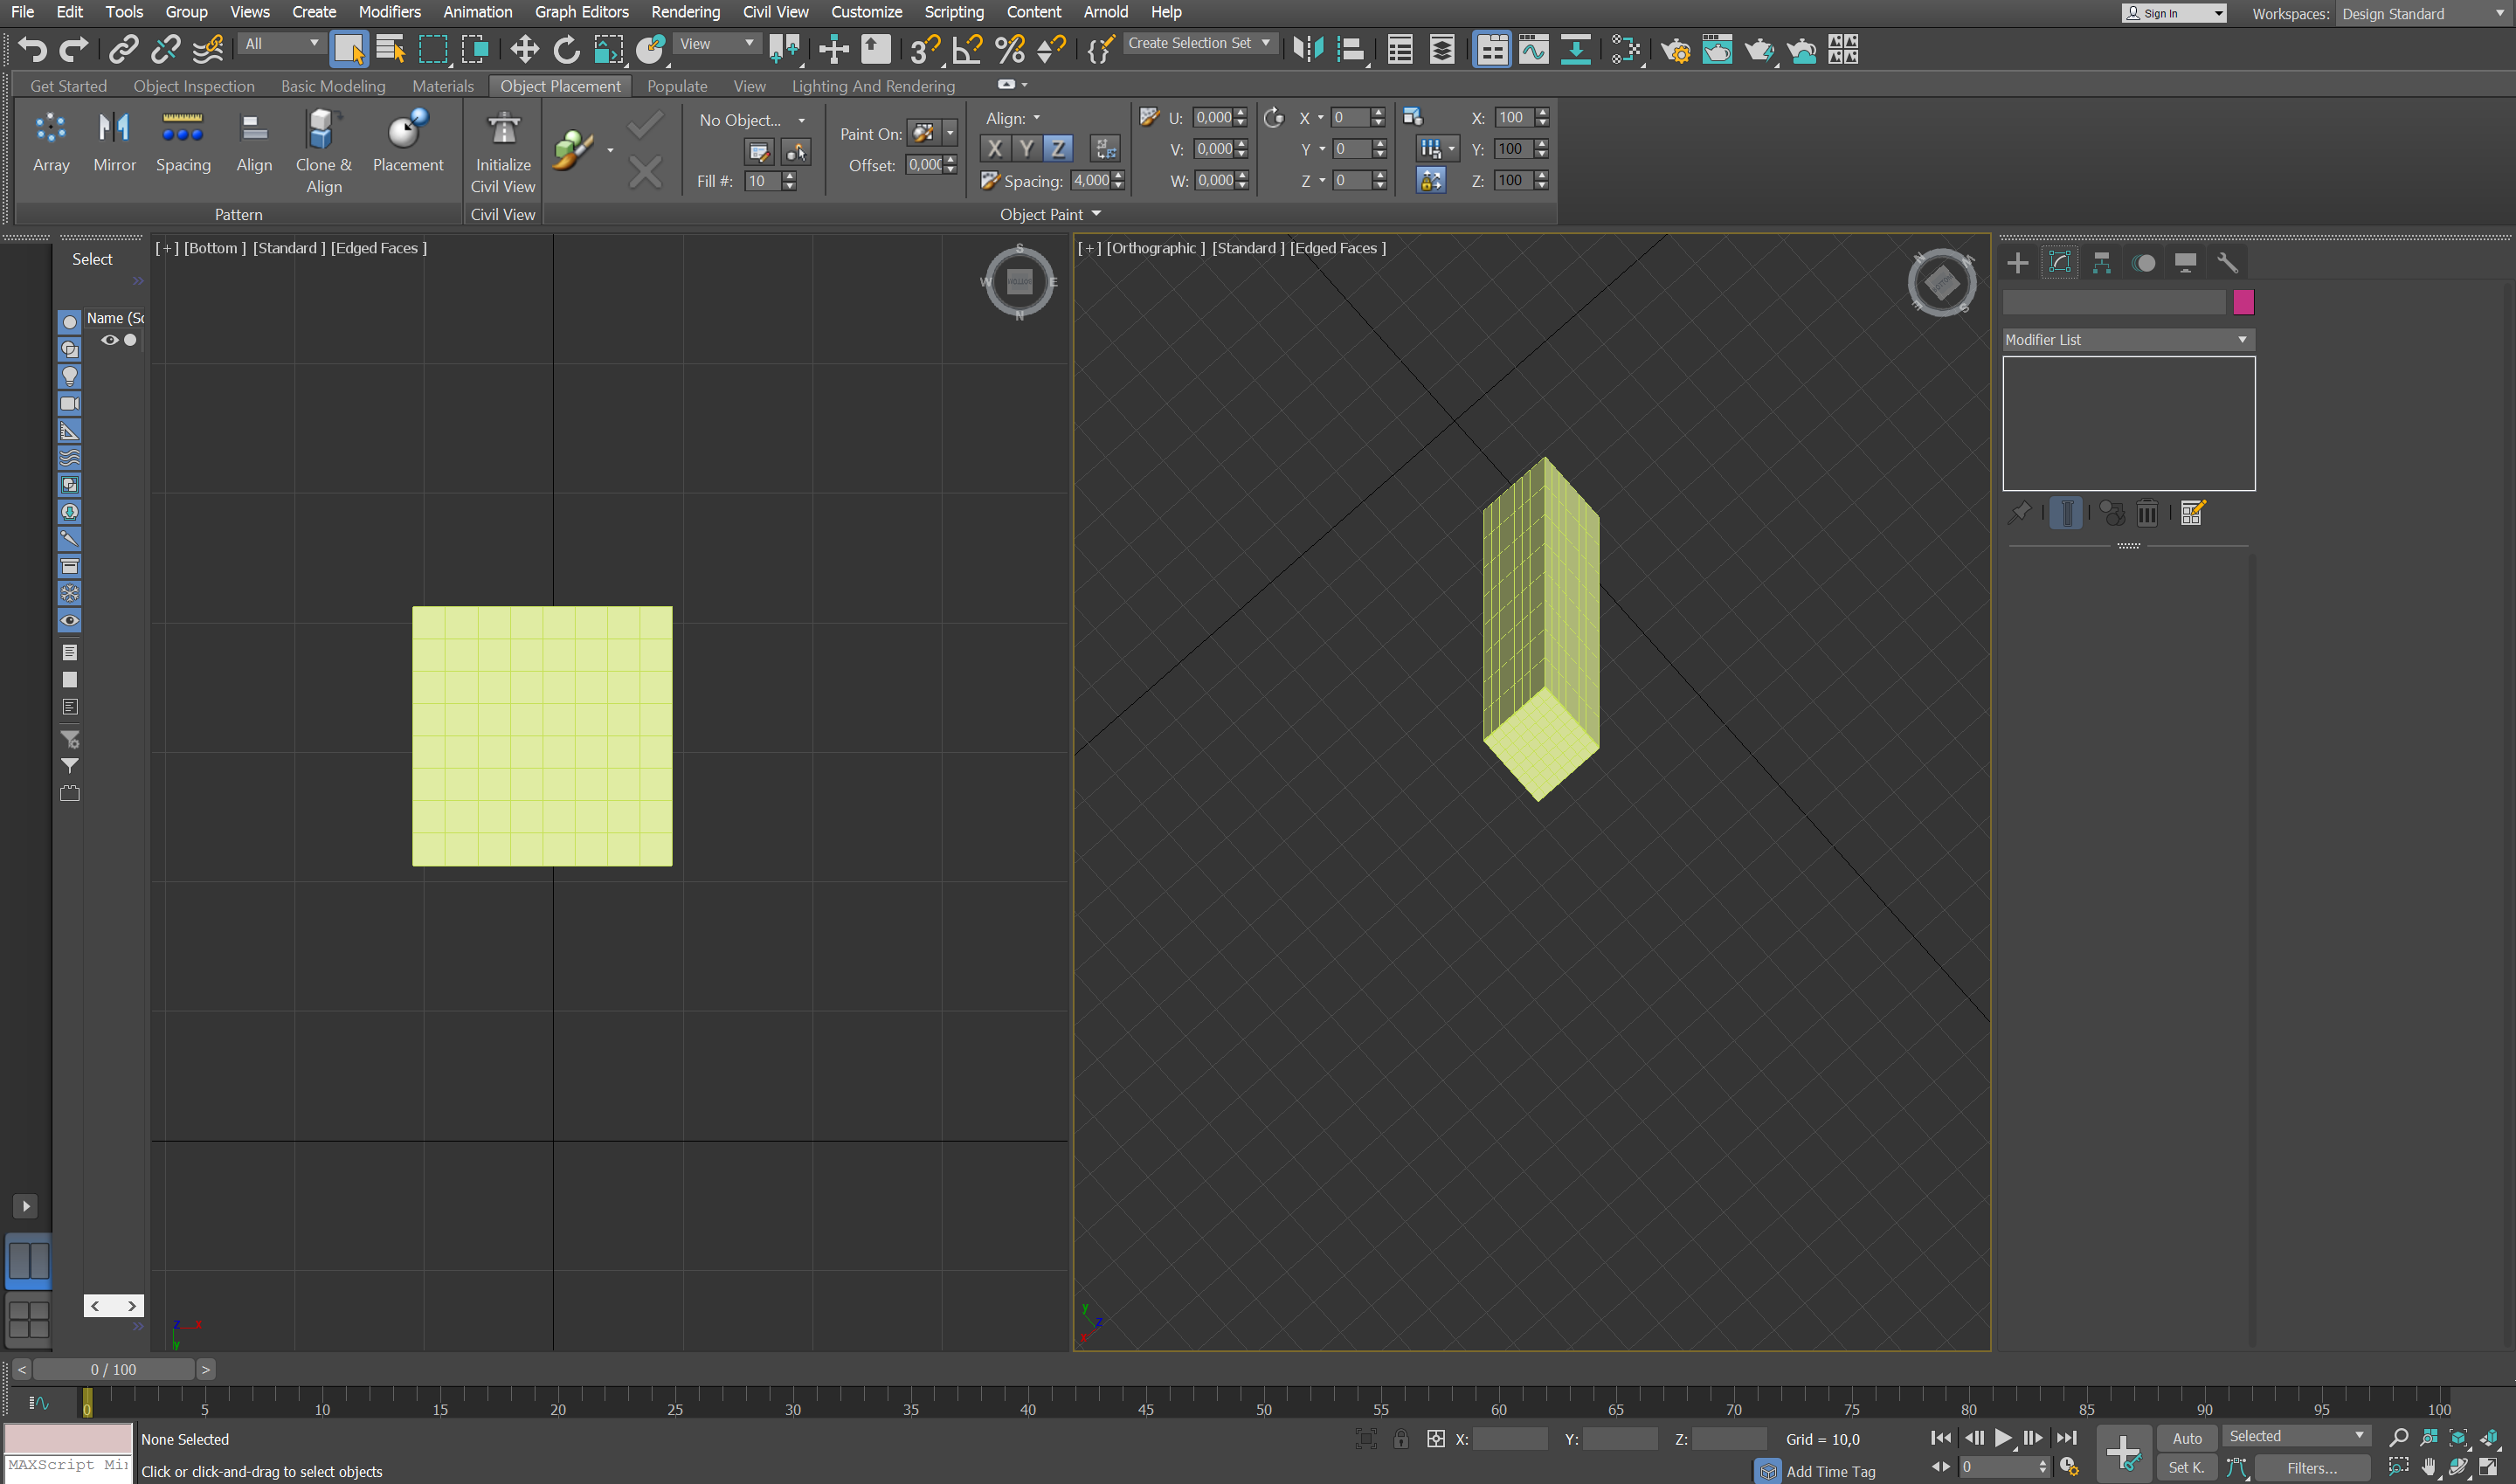 File Edit Tools Group Views Create Modifiers Animation Graph Editors Rendering Civil View Customize Scripting Content Arnold Help Sign In Workspaces: Design Standard
All View Create Selection Set
Get Started Object Inspection Basic Modeling Materials Object Placement Populate View Lighting And Rendering
No Object... Align: U: 0,000 X 0 X: 100
Paint On: X Y Z V: 0,000 Y 0 Y: 100
Array Mirror Spacing Align Clone & Align Placement Initialize Civil View Offset: 0,000
Fill #: 10 Spacing: 4,000 W: 0,000 Z 0 Z: 100
Pattern Civil View Object Paint
[+] [Bottom ] [Standard ] [Edged Faces ]
S
W E
N
[+] [Orthographic ] [Standard ] [Edged Faces ]
Select
Name (Sc
Modifier List
z x
y
y
z
x
< 0 / 100 >
0 5 10 15 20 25 30 35 40 45 50 55 60 65 70 75 80 85 90 95 100
None Selected X: Y: Z: Grid = 10,0 Auto Selected
MAXScript Mi
Click or click-and-drag to select objects Add Time Tag 0 Set K. Filters...